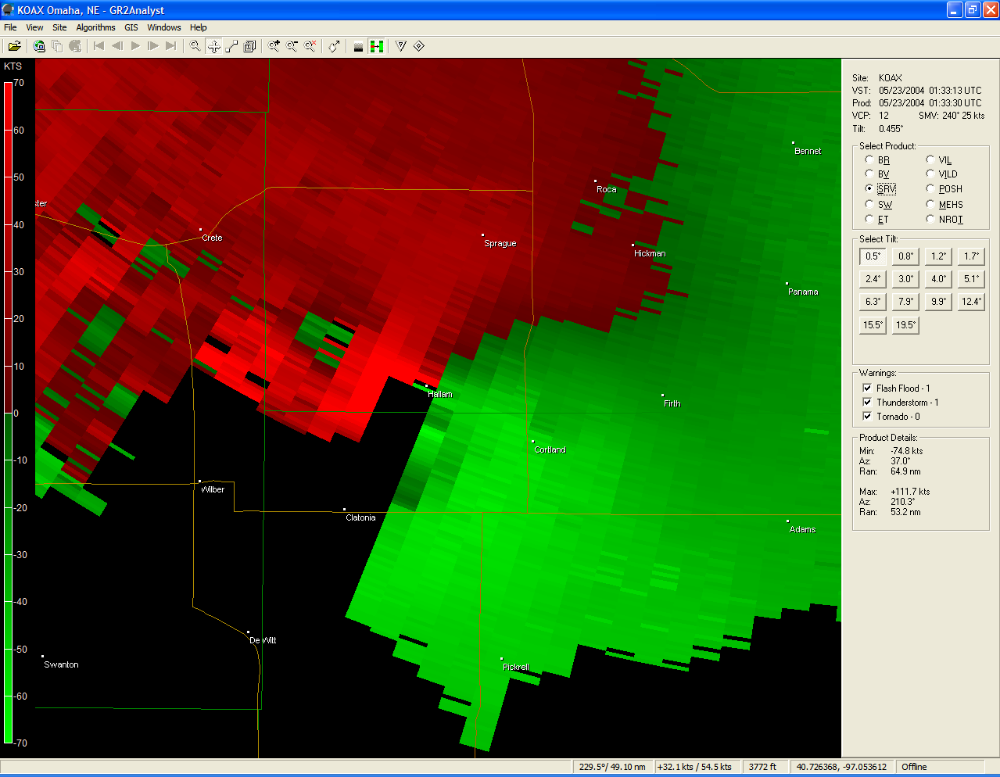 KOAX Omaha, NE - GR2Analyst
File View Site Algorithms GIS Windows Help
KTS
70
60
50
40
30
20
10
0
-10
-20
-30
-40
-50
-60
-70
Bennet
Roca
ster
Crete
Sprague
Hickman
Panama
Hallam
Firth
Cortland
Wilber
Clatonia
Adams
De Witt
Swanton
Pickrell
Site: KOAX
VST: 05/23/2004 01:33:13 UTC
Prod: 05/23/2004 01:33:30 UTC
VCP: 12 SMV: 240° 25 kts
Tilt: 0.455°
Select Product:
BR VIL
BV VILD
SRV POSH
SW MEHS
ET NROT
Select Tilt:
0.5° 0.8° 1.2° 1.7°
2.4° 3.0° 4.0° 5.1°
6.3° 7.9° 9.9° 12.4°
15.5° 19.5°
Warnings:
Flash Flood - 1
Thunderstorm - 1
Tornado - 0
Product Details:
Min: -74.8 kts
Az: 37.0°
Ran: 64.9 nm
Max: +111.7 kts
Az: 210.3°
Ran: 53.2 nm
229.5°/ 49.10 nm +32.1 kts / 54.5 kts 3772 ft 40.726368, -97.053612 Offline